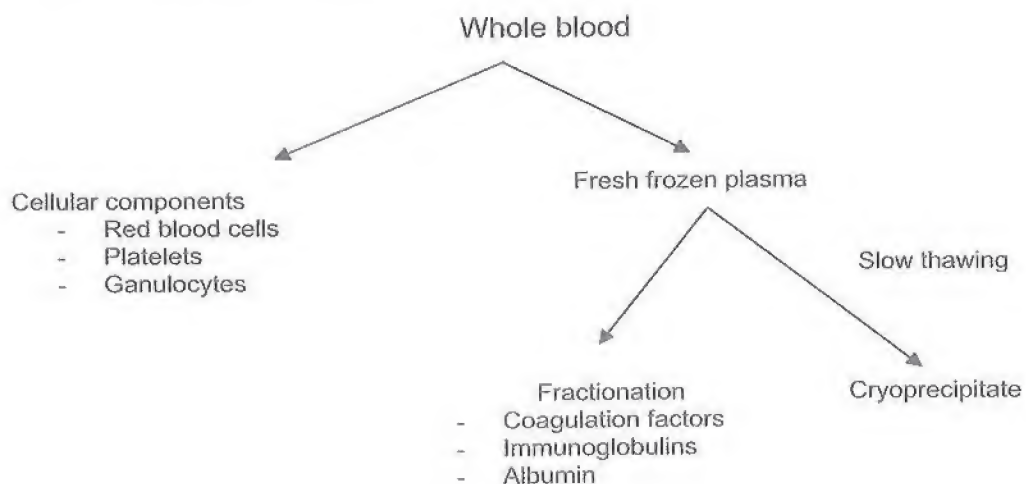 Whole blood
Cellular components
- Red blood cells
- Platelets
- Ganulocytes
Fresh frozen plasma
Slow thawing
Fractionation
- Coagulation factors
- Immunoglobulins
- Albumin
Cryoprecipitate